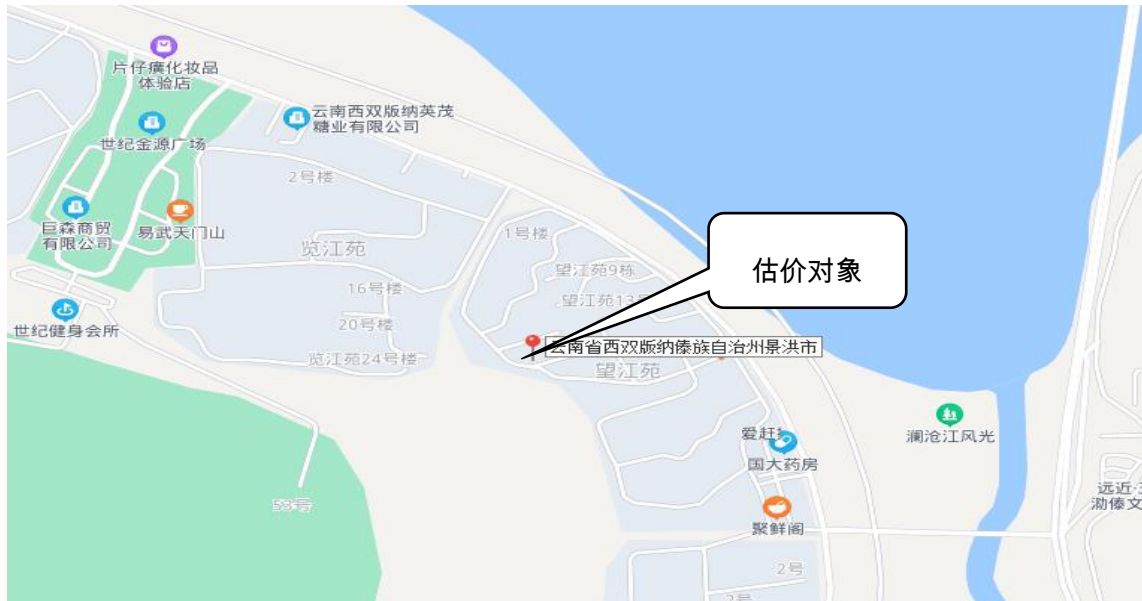 片仔癀化妆品
体验店
世纪金源广场
云南西双版纳英茂
糖业有限公司
2号楼
巨森商贸
有限公司
易武天门山
览江苑
1号楼
望江苑9栋
估价对象
16号楼
望江苑13
世纪健身会所
20号楼
云南省西双版纳傣族自治州景洪市
览江苑24号楼
望江苑
爱赶
澜沧江风光
国大药房
53号
远近·
泐傣文
聚鲜阁
2号
2号